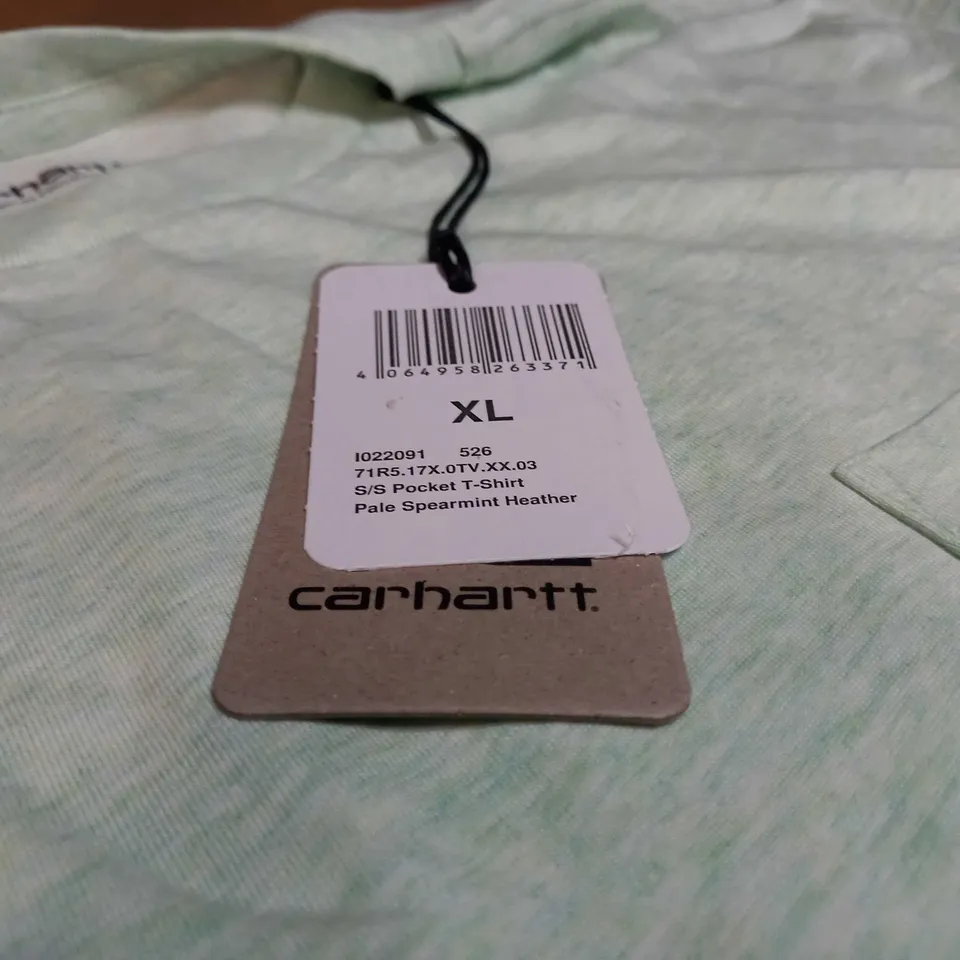 4 064958 263371
XL
I022091 526
71R5.17X.0TV.XX.03
S/S Pocket T-Shirt
Pale Spearmint Heather
carhartt.